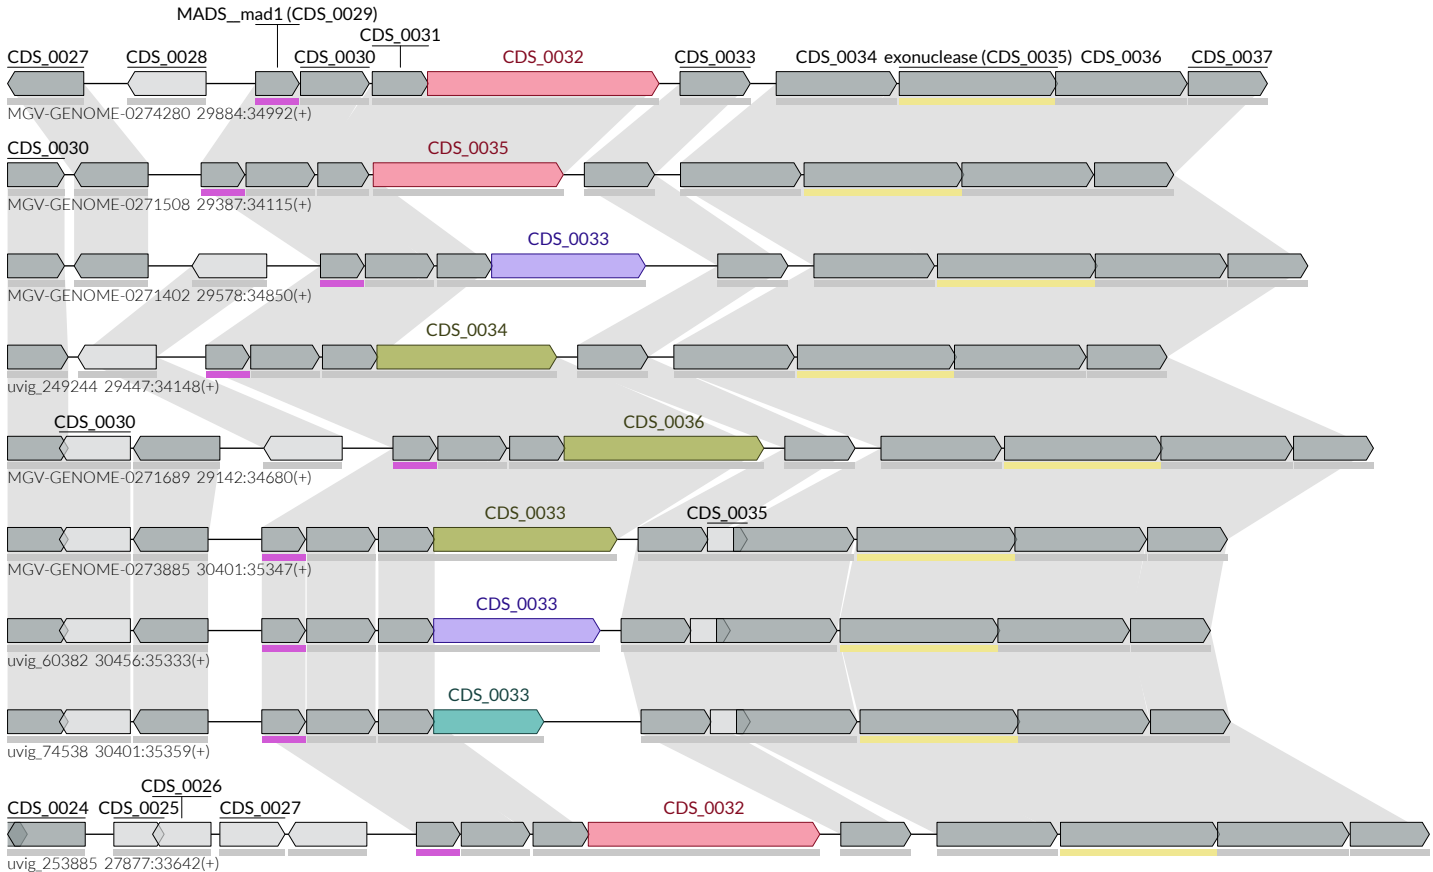 MADS__mad1 (CDS_0029)
CDS_0031
CDS_0027 CDS_0028 CDS_0030 CDS_0032 CDS_0033 CDS_0034 exonuclease (CDS_0035) CDS_0036 CDS_0037
MGV-GENOME-0274280 29884:34992(+)
CDS_0030 CDS_0035
MGV-GENOME-0271508 29387:34115(+)
CDS_0033
MGV-GENOME-0271402 29578:34850(+)
CDS_0034
uvig_249244 29447:34148(+)
CDS_0030 CDS_0036
MGV-GENOME-0271689 29142:34680(+)
CDS_0033 CDS_0035
MGV-GENOME-0273885 30401:35347(+)
CDS_0033
uvig_60382 30456:35333(+)
CDS_0033
uvig_74538 30401:35359(+)
CDS_0026
CDS_0024 CDS_0025 CDS_0027 CDS_0032
uvig_253885 27877:33642(+)